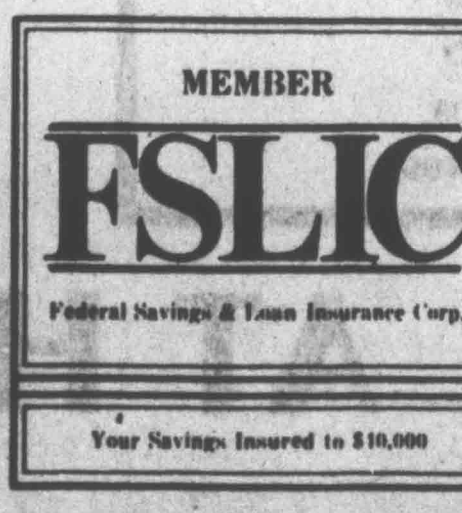 MEMBER
FSLIC
Federal Savings & Loan Insurance Corp.
Your Savings Insured to $10,000